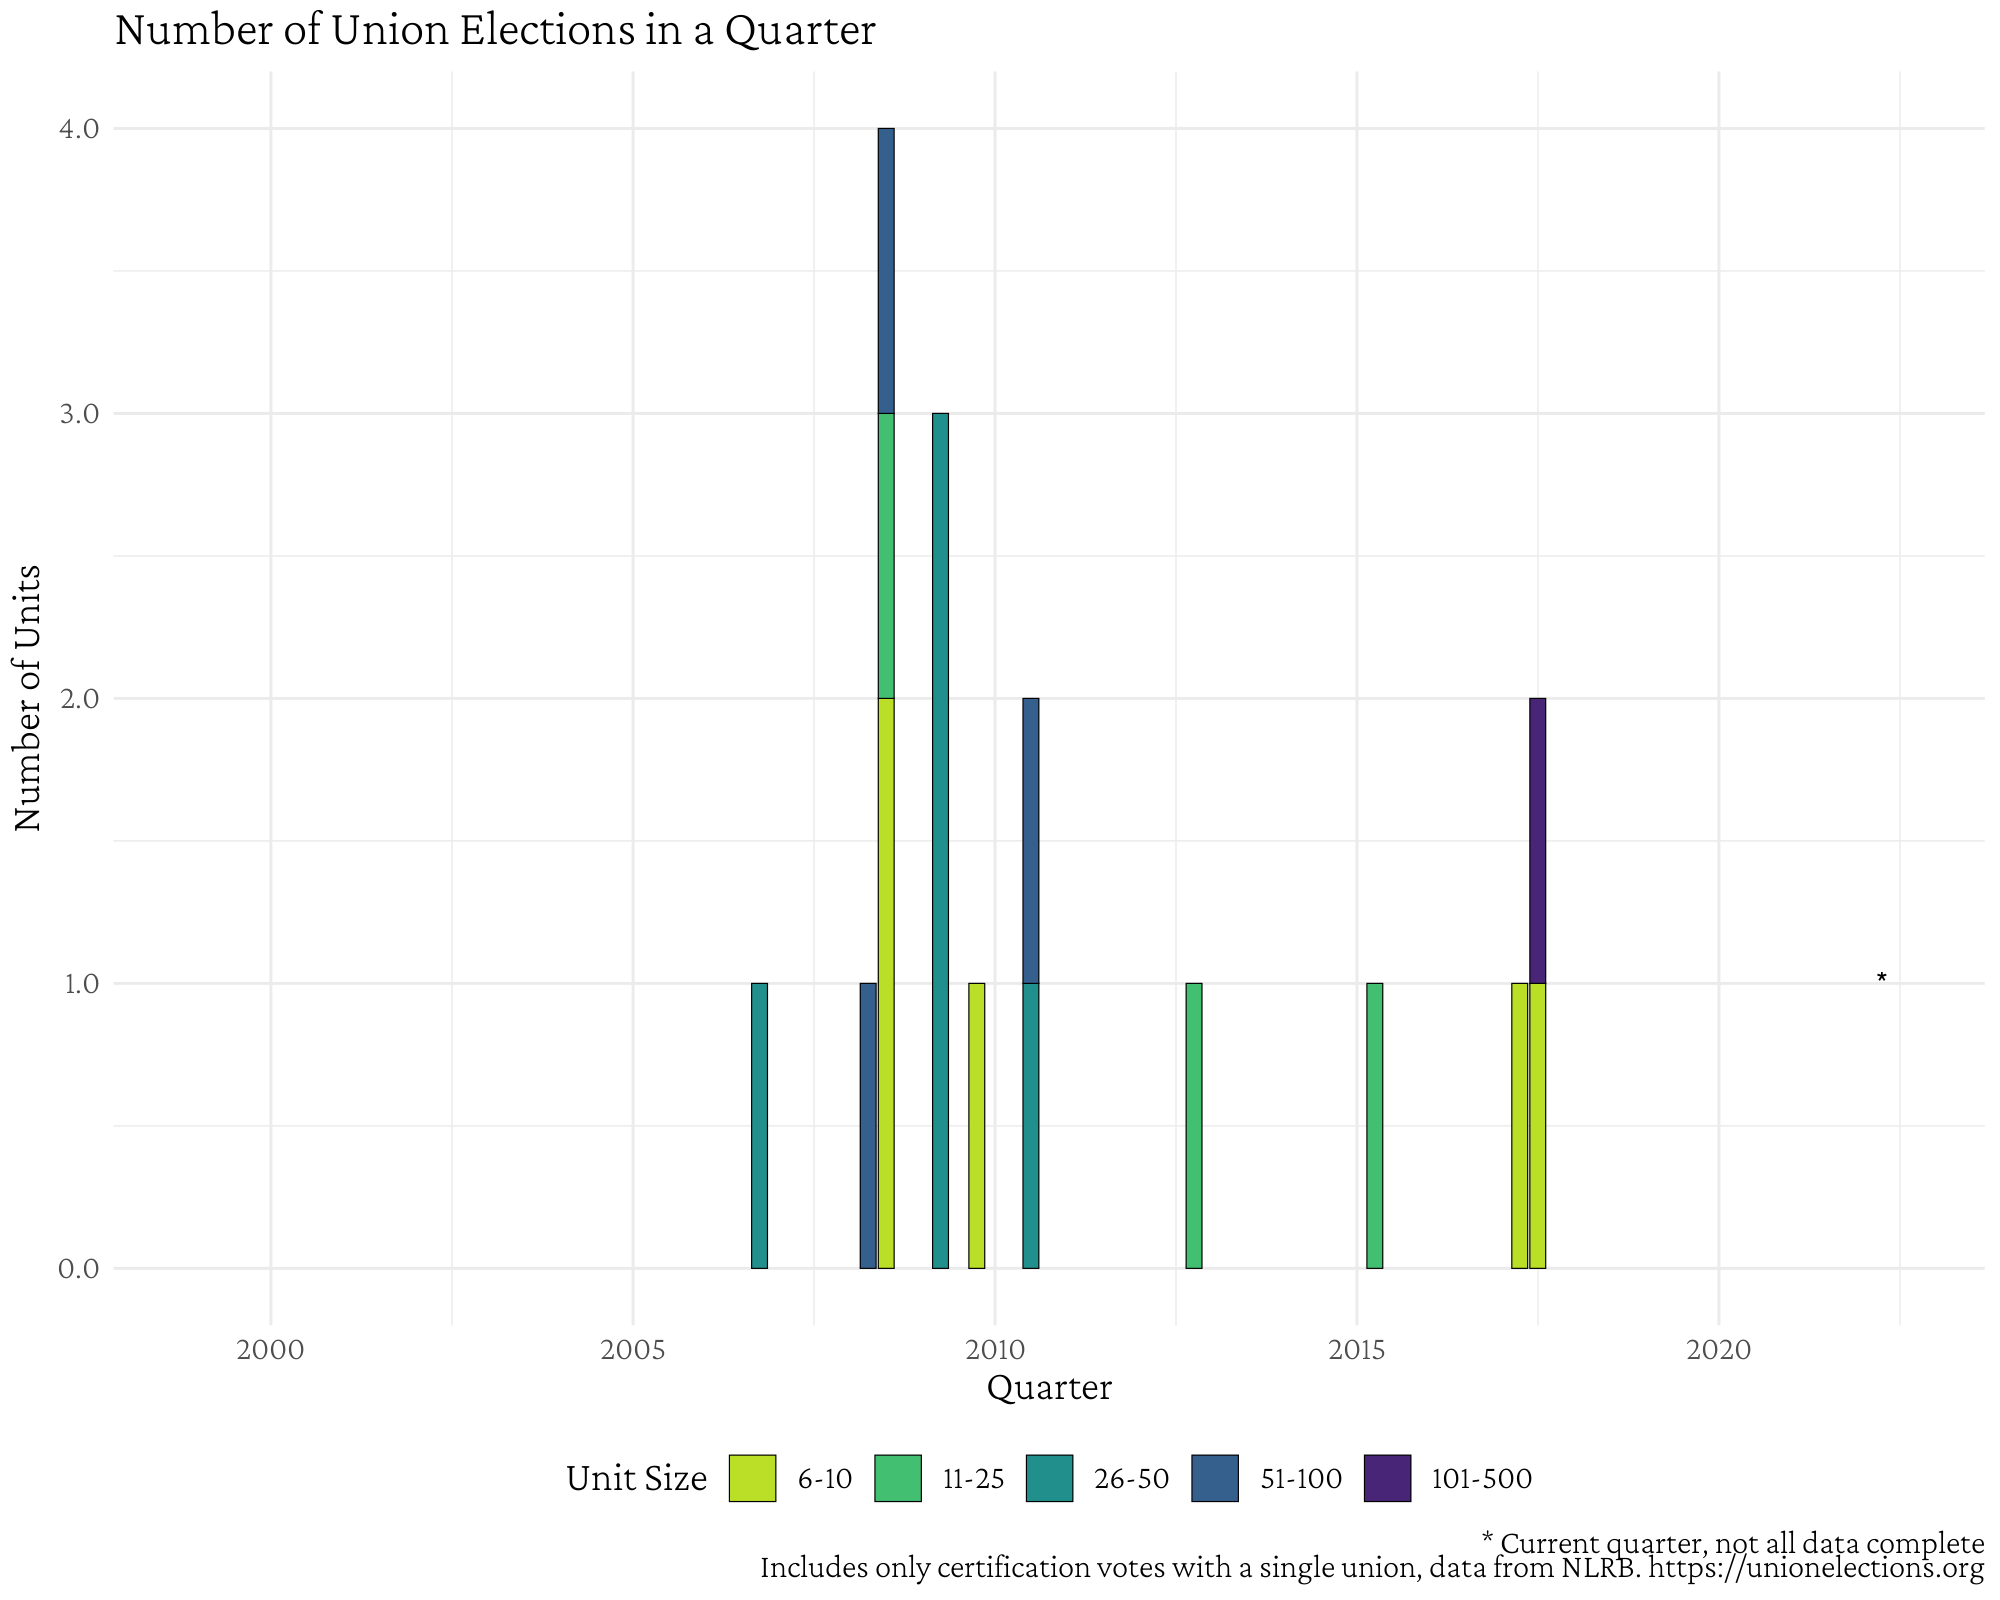 Number of Union Elections in a Quarter
Number of Units
4.0
3.0
2.0
1.0
0.0
*
2000 2005 2010 2015 2020
Quarter
Unit Size 6-10 11-25 26-50 51-100 101-500
* Current quarter, not all data complete
Includes only certification votes with a single union, data from NLRB. https://unionelections.org